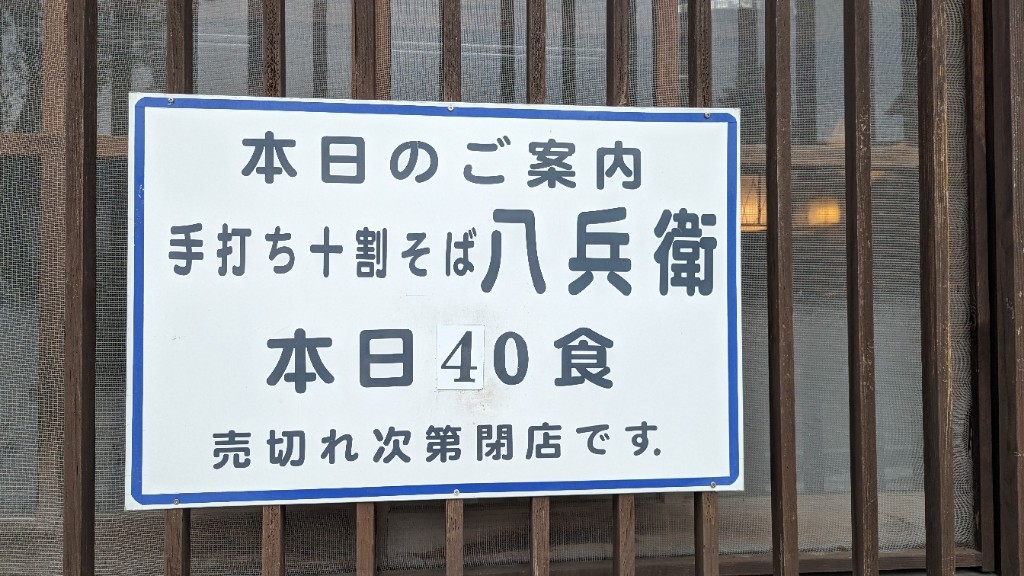 本日のご案内
手打ち十割そば八兵衛
本日40食
売切れ次第閉店です.